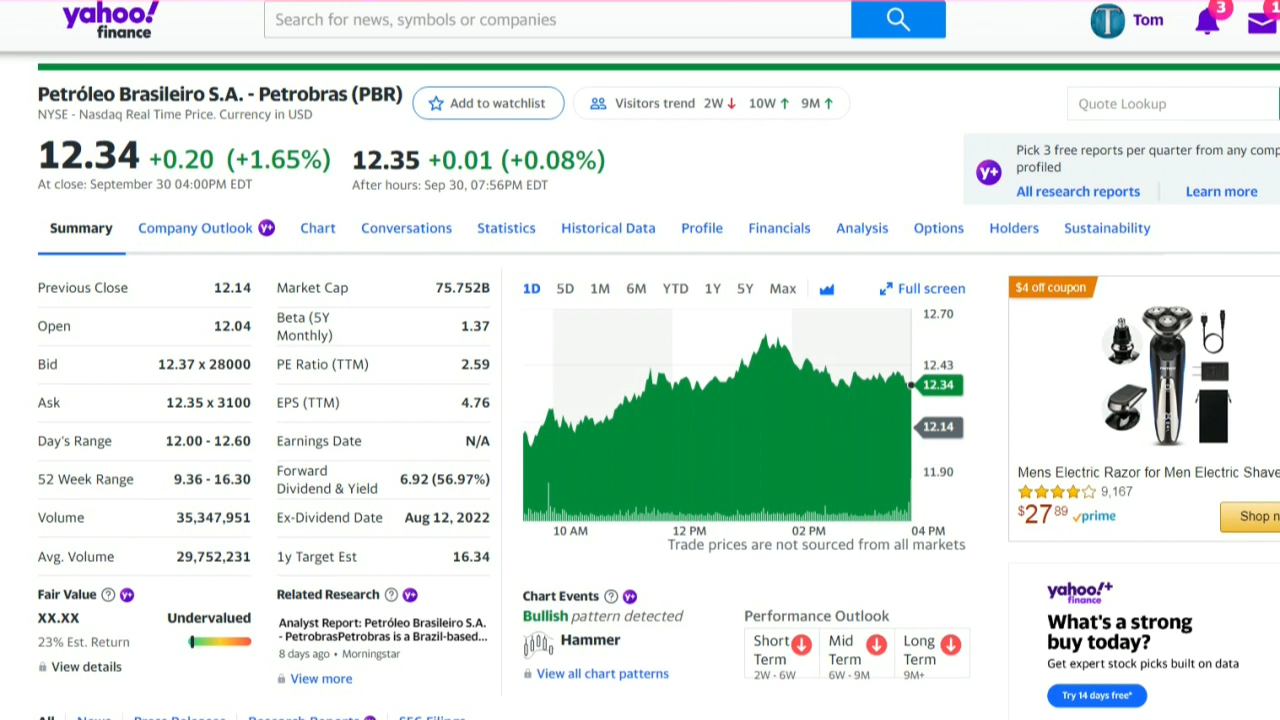 yahoo!
finance
Search for news, symbols or companies
Tom
3
1
Petróleo Brasileiro S.A. - Petrobras (PBR)
NYSE - Nasdaq Real Time Price. Currency in USD
Add to watchlist
Visitors trend 2W 10W 9M
Quote Lookup
12.34 +0.20 (+1.65%)
At close: September 30 04:00PM EDT
12.35 +0.01 (+0.08%)
After hours: Sep 30, 07:56PM EDT
Y+
Pick 3 free reports per quarter from any comp
profiled
All research reports
Learn more
Summary
Company Outlook Y+
Chart
Conversations
Statistics
Historical Data
Profile
Financials
Analysis
Options
Holders
Sustainability
Previous Close 12.14
Open 12.04
Bid 12.37 x 28000
Ask 12.35 x 3100
Day's Range 12.00 - 12.60
52 Week Range 9.36 - 16.30
Volume 35,347,951
Avg. Volume 29,752,231
Market Cap 75.752B
Beta (5Y
Monthly) 1.37
PE Ratio (TTM) 2.59
EPS (TTM) 4.76
Earnings Date N/A
Forward
Dividend & Yield 6.92 (56.97%)
Ex-Dividend Date Aug 12, 2022
1y Target Est 16.34
1D 5D 1M 6M YTD 1Y 5Y Max
Full screen
12.70
12.43
12.34
12.14
11.90
10 AM 12 PM 02 PM 04 PM
Trade prices are not sourced from all markets
Fair Value ? Y+
XX.XX Undervalued
23% Est. Return
View details
Related Research ? Y+
Analyst Report: Petróleo Brasileiro S.A.
- PetrobrasPetrobras is a Brazil-based...
8 days ago • Morningstar
View more
Chart Events ? Y+
Bullish pattern detected
Hammer
View all chart patterns
Performance Outlook
Short
Term
2W - 6W
Mid
Term
6W - 9M
Long
Term
9M+
$4 off coupon
Mens Electric Razor for Men Electric Shave
9,167
$27 89 prime
Shop n
yahoo!+
finance
What's a strong
buy today?
Get expert stock picks built on data
Try 14 days free*
All
News
Press Releases
Research Reports
SEC Filings